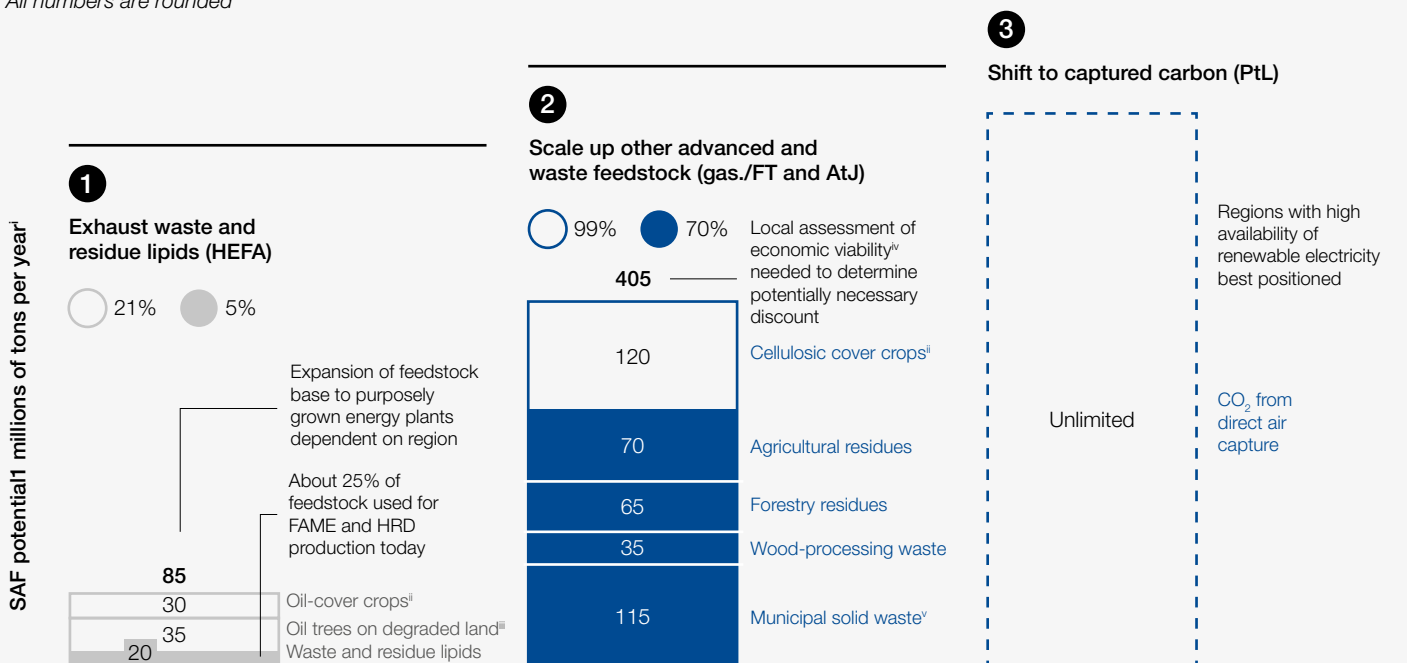 All numbers are rounded
SAF potential1 millions of tons per yearⁱ
1
Exhaust waste and
residue lipids (HEFA)
21%
5%
Expansion of feedstock
base to purposely
grown energy plants
dependent on region
About 25% of
feedstock used for
FAME and HRD
production today
85
30
Oil-cover cropsⁱⁱ
35
Oil trees on degraded landⁱⁱⁱ
20
Waste and residue lipids
2
Scale up other advanced and
waste feedstock (gas./FT and AtJ)
99%
70%
Local assessment of
economic viabilityⁱᵛ
needed to determine
potentially necessary
discount
405
120
Cellulosic cover cropsⁱⁱ
70
Agricultural residues
65
Forestry residues
35
Wood-processing waste
115
Municipal solid wasteᵛ
3
Shift to captured carbon (PtL)
Regions with high
availability of
renewable electricity
best positioned
Unlimited
CO₂ from
direct air
capture